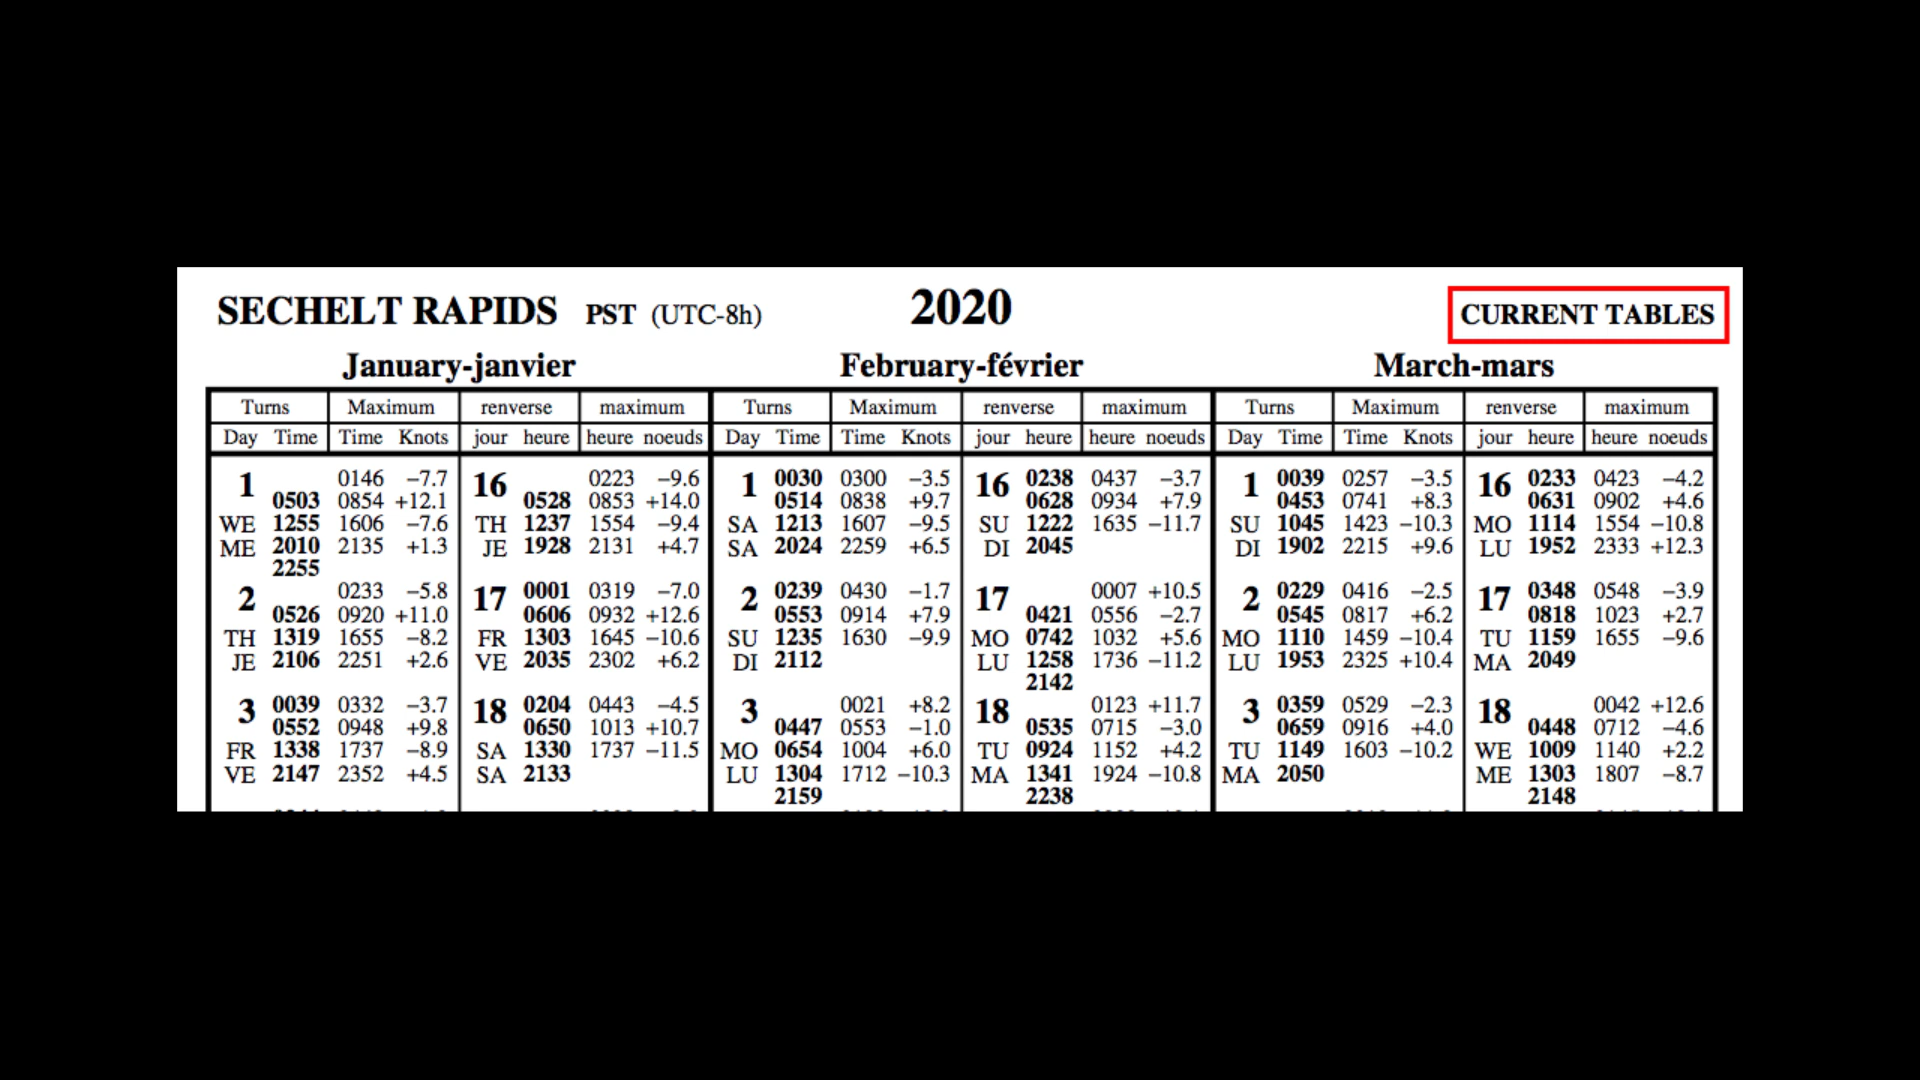 SECHELT RAPIDS PST (UTC-8h) 2020 CURRENT TABLES
January-janvier February-février March-mars
Turns Maximum renverse maximum Turns Maximum renverse maximum Turns Maximum renverse maximum
Day Time Time Knots jour heure heure noeuds Day Time Time Knots jour heure heure noeuds Day Time Time Knots jour heure heure noeuds
1 0146 –7.7 16 0223 –9.6 1 0030 0300 –3.5 16 0238 0437 –3.7 1 0039 0257 –3.5 16 0233 0423 –4.2
0503 0854 +12.1 0528 0853 +14.0 0514 0838 +9.7 0628 0934 +7.9 0453 0741 +8.3 0631 0902 +4.6
WE 1255 1606 –7.6 TH 1237 1554 –9.4 SA 1213 1607 –9.5 SU 1222 1635 –11.7 SU 1045 1423 –10.3 MO 1114 1554 –10.8
ME 2010 2135 +1.3 JE 1928 2131 +4.7 SA 2024 2259 +6.5 DI 2045 DI 1902 2215 +9.6 LU 1952 2333 +12.3
2255
2 0233 –5.8 17 0001 0319 –7.0 2 0239 0430 –1.7 17 0007 +10.5 2 0229 0416 –2.5 17 0348 0548 –3.9
0526 0920 +11.0 0606 0932 +12.6 0553 0914 +7.9 0421 0556 –2.7 0545 0817 +6.2 0818 1023 +2.7
TH 1319 1655 –8.2 FR 1303 1645 –10.6 SU 1235 1630 –9.9 MO 0742 1032 +5.6 MO 1110 1459 –10.4 TU 1159 1655 –9.6
JE 2106 2251 +2.6 VE 2035 2302 +6.2 DI 2112 LU 1258 1736 –11.2 LU 1953 2325 +10.4 MA 2049
2142
3 0039 0332 –3.7 18 0204 0443 –4.5 3 0021 +8.2 18 0123 +11.7 3 0359 0529 –2.3 18 0042 +12.6
0552 0948 +9.8 0650 1013 +10.7 0447 0553 –1.0 0535 0715 –3.0 0659 0916 +4.0 0448 0712 –4.6
FR 1338 1737 –8.9 SA 1330 1737 –11.5 MO 0654 1004 +6.0 TU 0924 1152 +4.2 TU 1149 1603 –10.2 WE 1009 1140 +2.2
VE 2147 2352 +4.5 SA 2133 LU 1304 1712 –10.3 MA 1341 1924 –10.8 MA 2050 ME 1303 1807 –8.7
2159 2238 2148